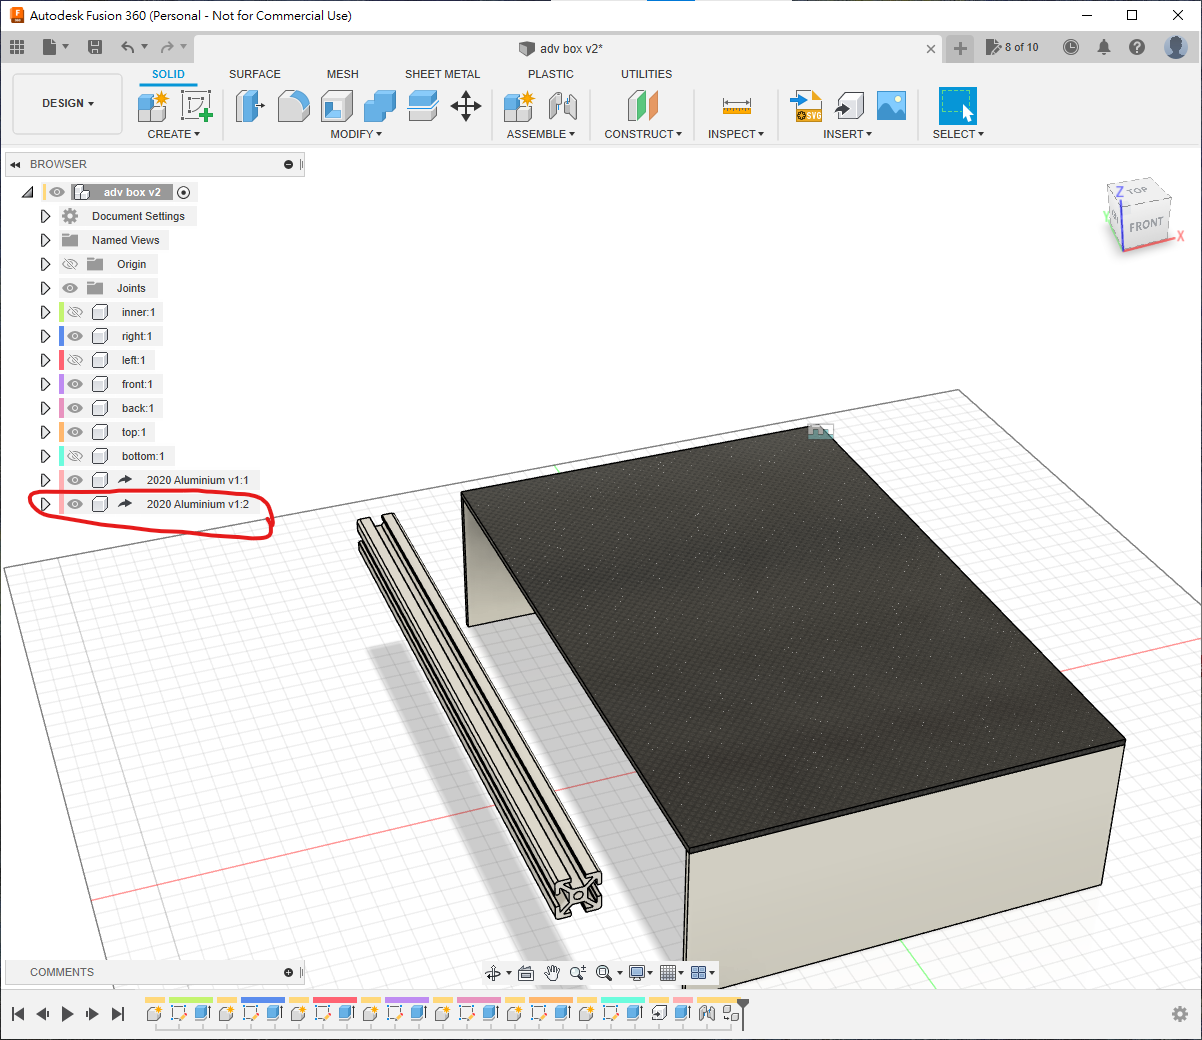 Autodesk Fusion 360 (Personal - Not for Commercial Use)
adv box v2*
8 of 10
DESIGN
SOLID
SURFACE
MESH
SHEET METAL
PLASTIC
UTILITIES
CREATE
MODIFY
ASSEMBLE
CONSTRUCT
INSPECT
SVG
INSERT
SELECT
BROWSER
adv box v2
Document Settings
Named Views
Origin
Joints
inner:1
right:1
left:1
front:1
back:1
top:1
bottom:1
2020 Aluminium v1:1
2020 Aluminium v1:2
Z
TOP
Y
FRONT
X
COMMENTS